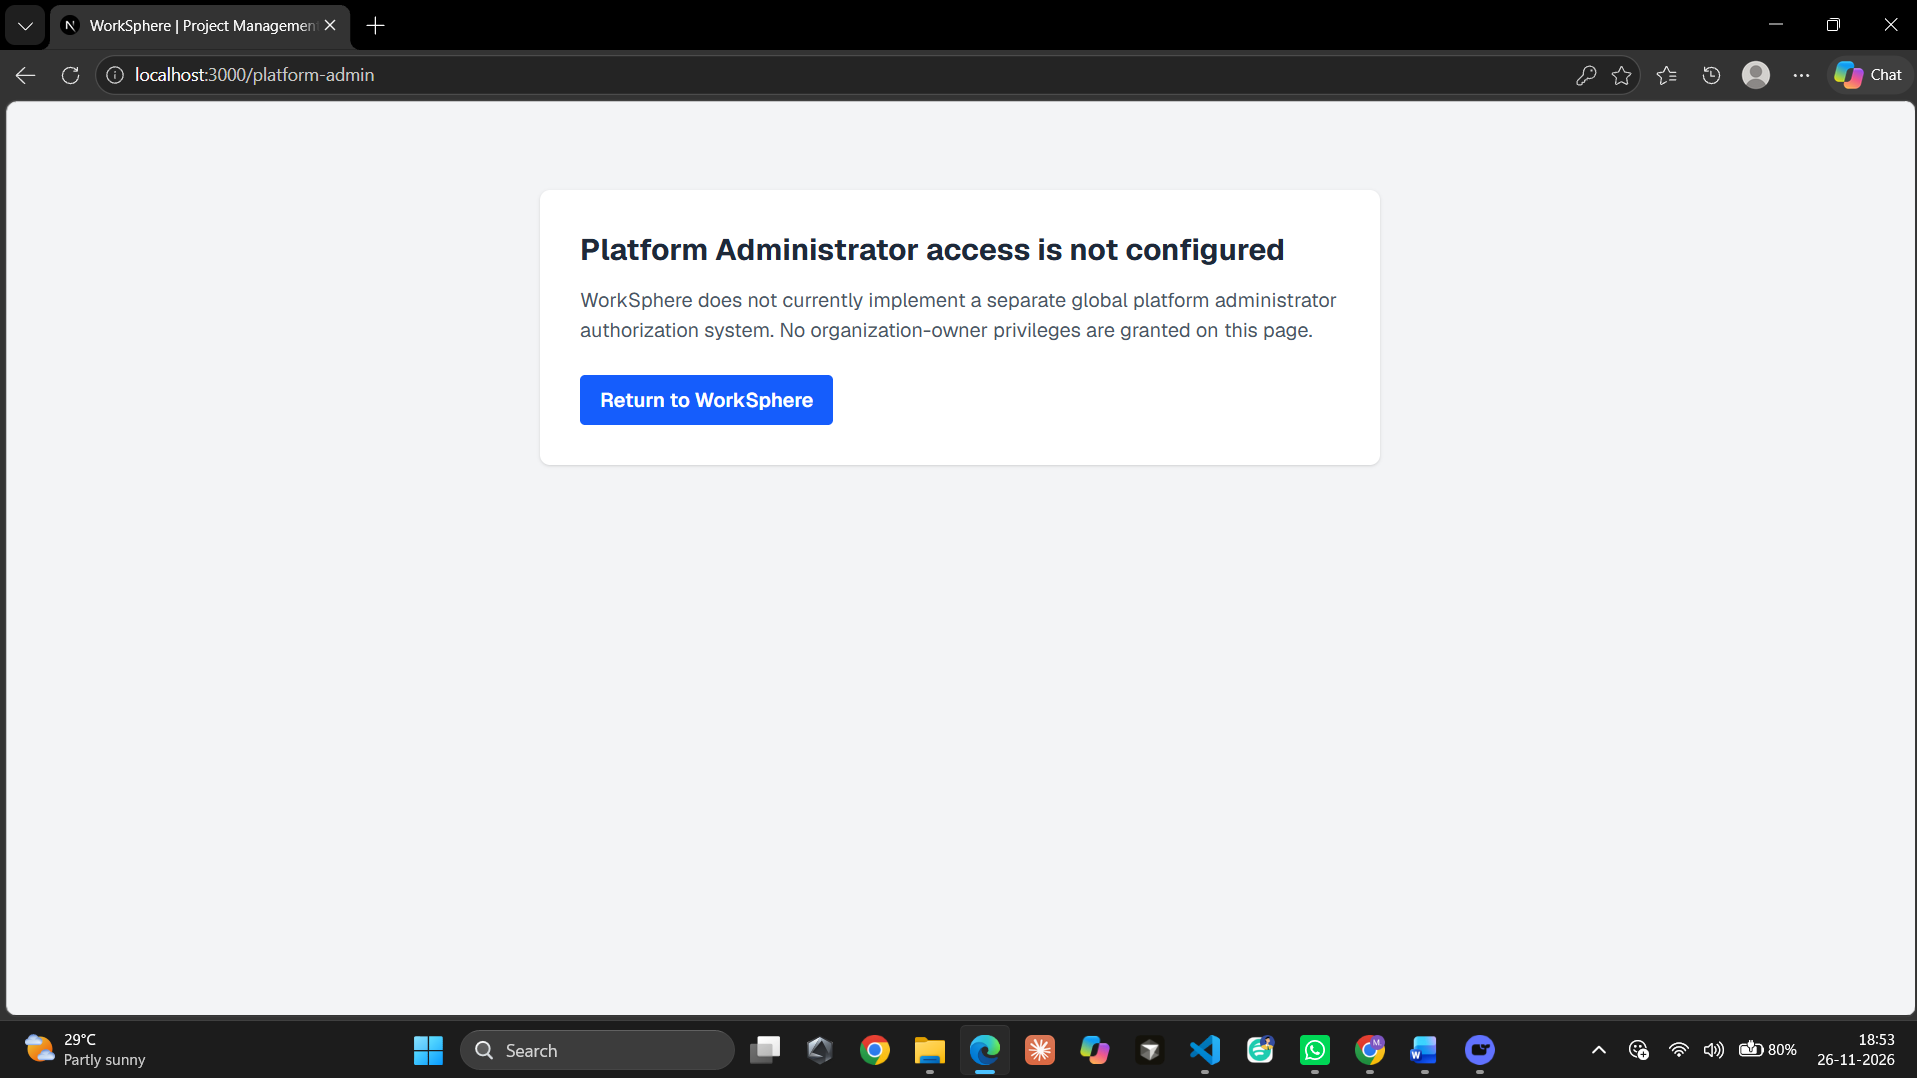 WorkSphere | Project Managemen
localhost:3000/platform-admin
Chat
Platform Administrator access is not configured
WorkSphere does not currently implement a separate global platform administrator
authorization system. No organization-owner privileges are granted on this page.
Return to WorkSphere
29°C
Partly sunny
Search
80%
18:53
26-11-2026